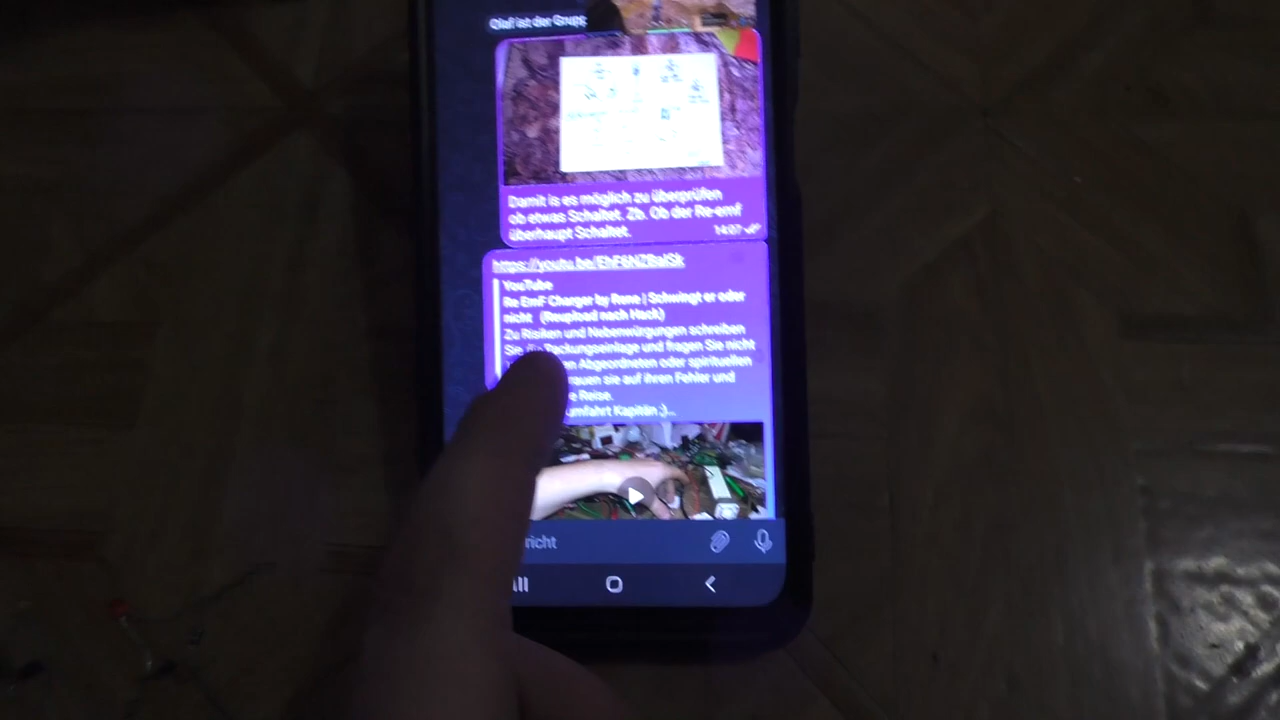 Olaf ist der Grupp
Damit is es möglich zu überprüfen
ob etwas Schaltet. Zb. Ob der Re-emf
überhaupt Schaltet.
14:07
YouTube
Re EmF Charger by Rene | Schwingt er oder
nicht (Reupload nach Hack)
Zu Risiken und Nebenwürgungen schreiben
Sie Packungseinlage und fragen Sie nicht
Abgeordneten oder spirituellen
rauen sie auf ihren Fehler und
e Reise.
umfahrt Kapitän ;)...
richt